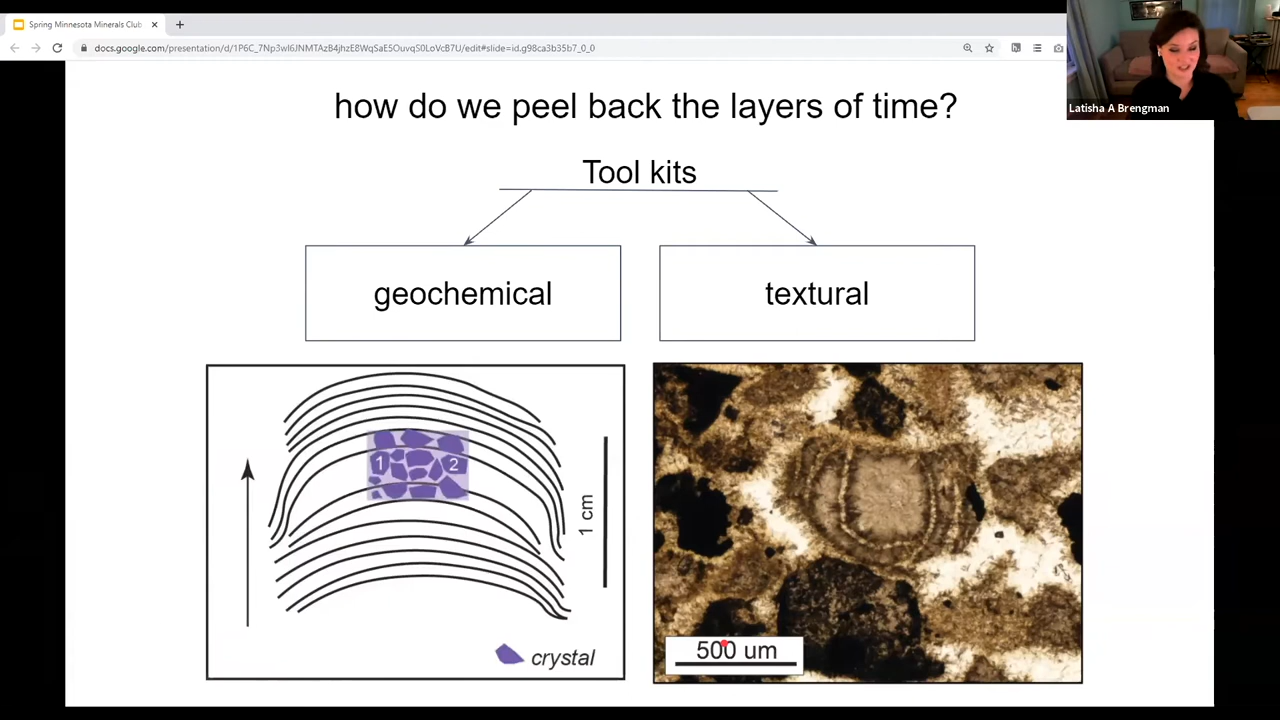 Spring Minnesota Minerals Club
docs.google.com/presentation/d/1P6C_7Np3wI6JNMTAzB4jhzE8WqSaE5OuvqS0LoVcB7U/edit#slide=id.g98ca3b35b7_0_0
Latisha A Brengman
how do we peel back the layers of time?
Tool kits
geochemical
textural
1
2
1 cm
crystal
500 um